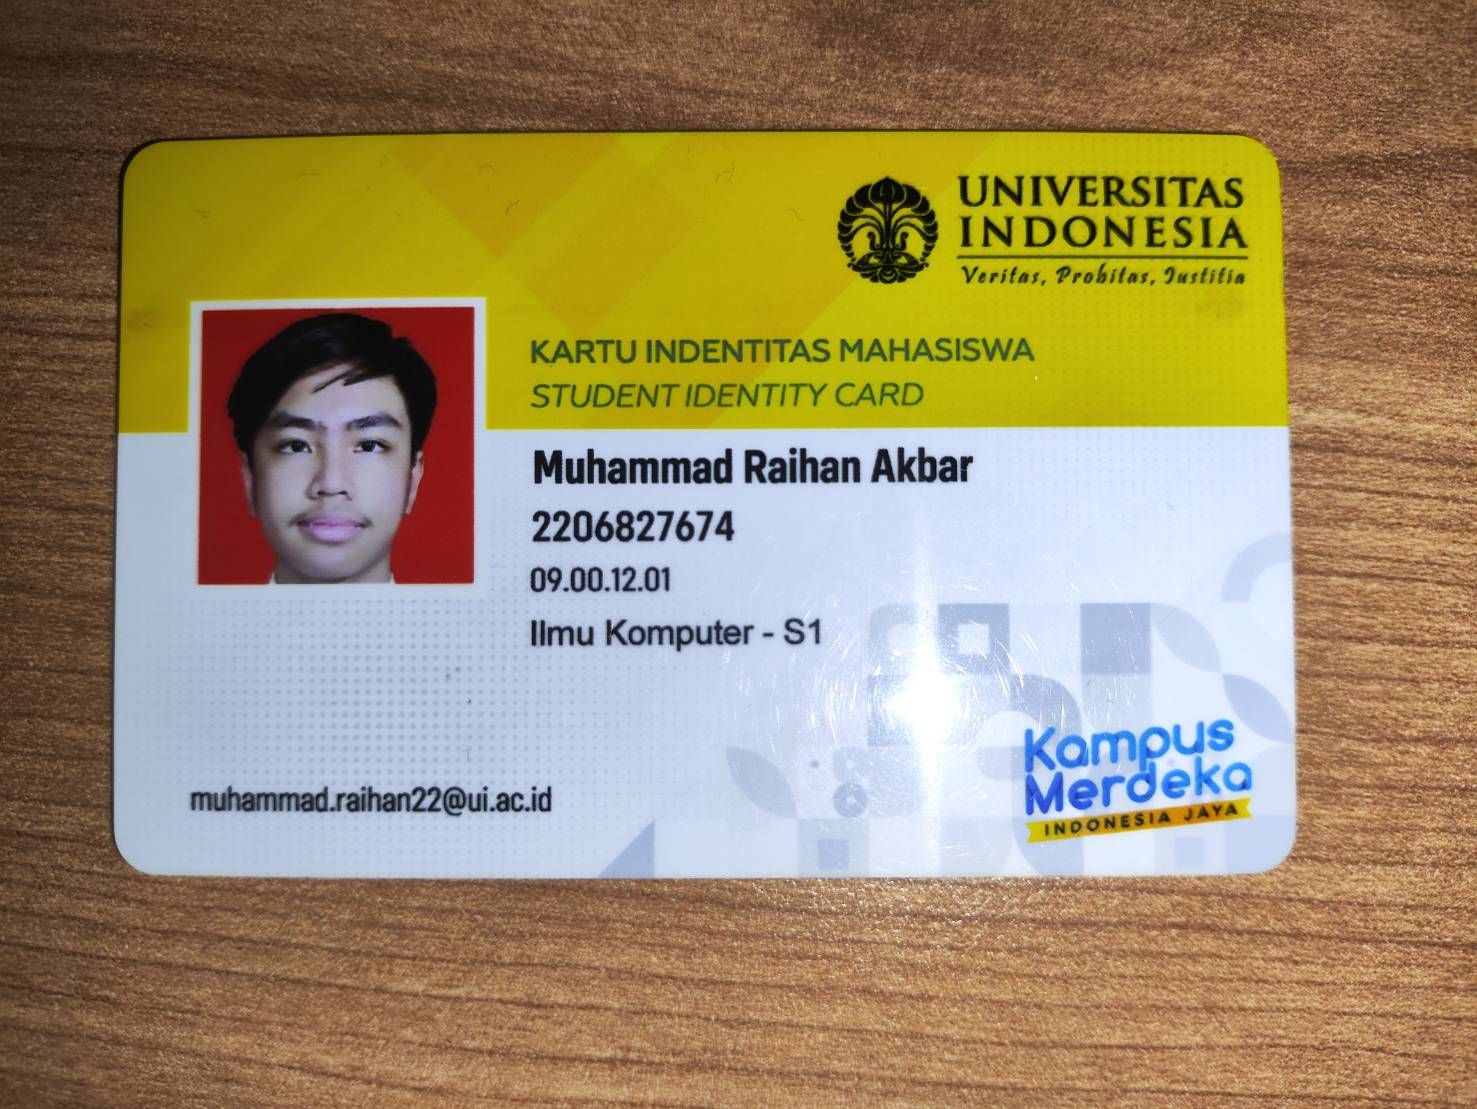 UNIVERSITAS
INDONESIA
Veritas, Probitas, Justitia
KARTU INDENTITAS MAHASISWA
STUDENT IDENTITY CARD
Muhammad Raihan Akbar
2206827674
09.00.12.01
Ilmu Komputer - S1
Kampus
Merdeka
INDONESIA JAYA
muhammad.raihan22@ui.ac.id